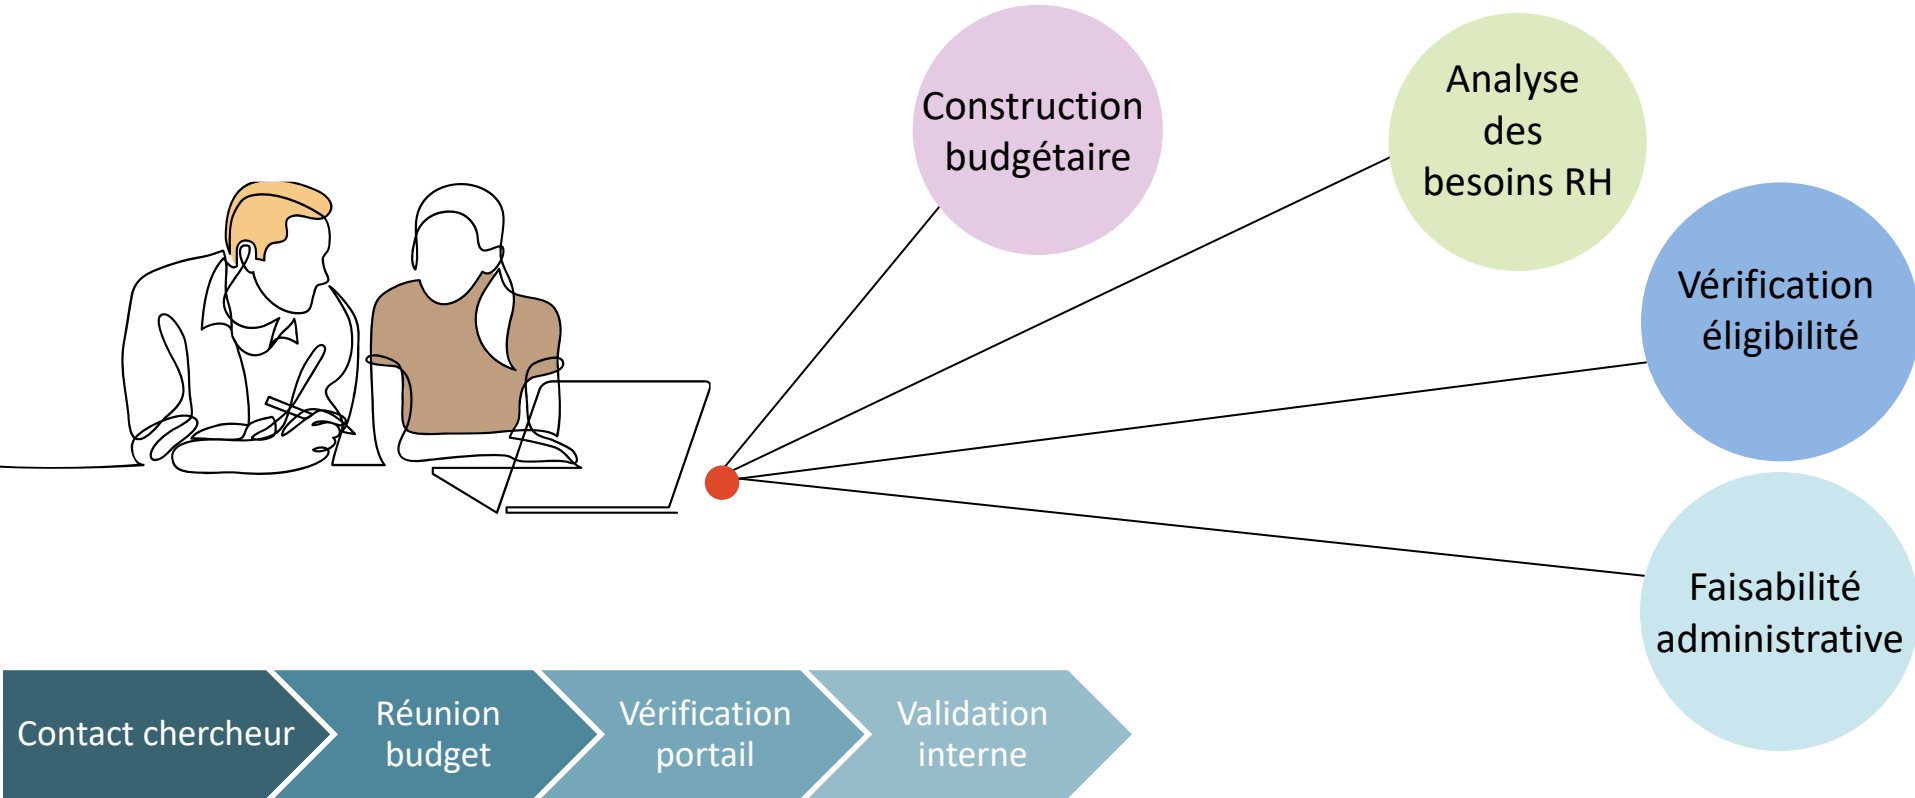 Construction
budgétaire
Analyse
des
besoins RH
Vérification
éligibilité
Faisabilité
administrative
Contact chercheur
Réunion
budget
Vérification
portail
Validation
interne